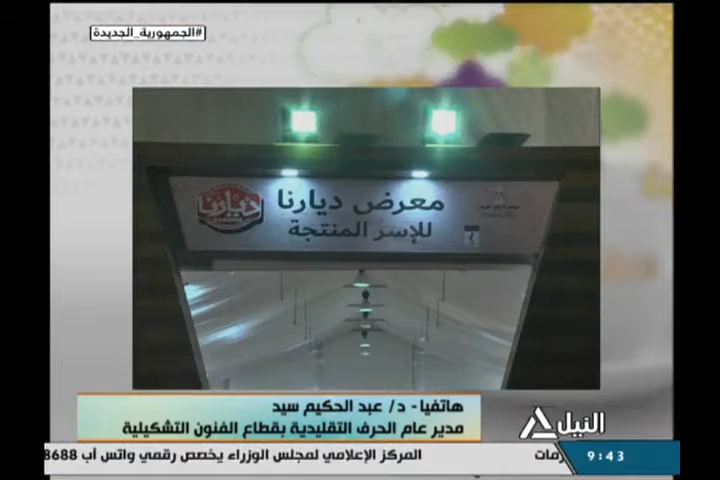 #الجمهورية_الجديدة
ديارنا
معرض ديارنا
للإسر المنتجة
هاتفيا - د/ عبد الحكيم سيد
مدير عام الحرف التقليدية بقطاع الفنون التشكيلية
النيل
زمات
المركز الإعلامي لمجلس الوزراء يخصص رقمي واتس آب 8688
9:43